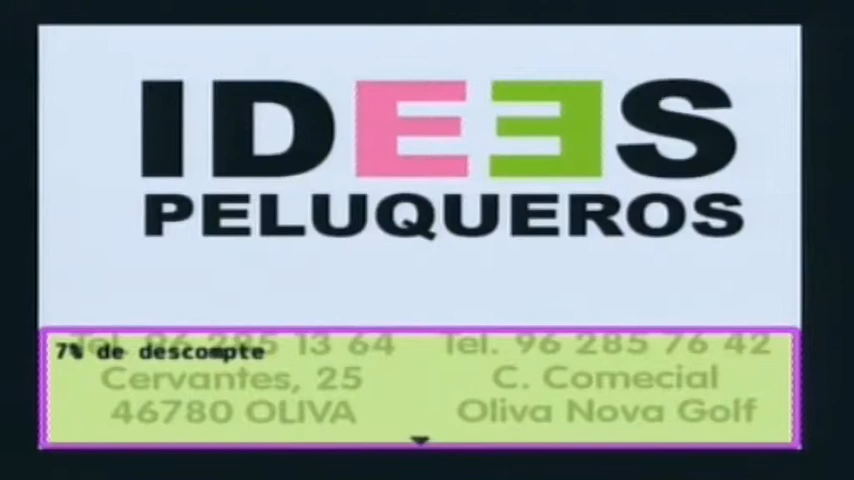 IDEES
PELUQUEROS
Tel. 96 285 13 64
Tel. 96 285 76 42
7% de descompte
Cervantes, 25
C. Comecial
46780 OLIVA
Oliva Nova Golf